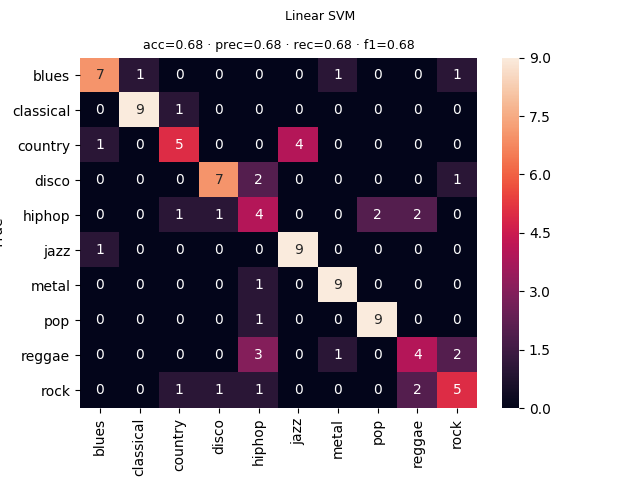 Linear SVM
acc=0.68 · prec=0.68 · rec=0.68 · f1=0.68
blues 7 1 0 0 0 0 1 0 0 1
classical 0 9 1 0 0 0 0 0 0 0
country 1 0 5 0 0 4 0 0 0 0
disco 0 0 0 7 2 0 0 0 0 1
hiphop 0 0 1 1 4 0 0 2 2 0
jazz 1 0 0 0 0 9 0 0 0 0
metal 0 0 0 0 1 0 9 0 0 0
pop 0 0 0 0 1 0 0 9 0 0
reggae 0 0 0 0 3 0 1 0 4 2
rock 0 0 1 1 1 0 0 0 2 5
blues classical country disco hiphop jazz metal pop reggae rock
9.0
7.5
6.0
4.5
3.0
1.5
0.0